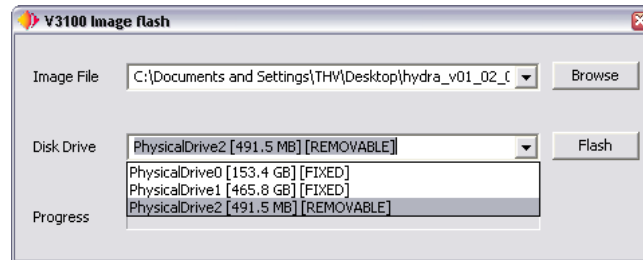 V3100 Image flash
Image File
C:\Documents and Settings\THV\Desktop\hydra_v01_02_
Browse
Disk Drive
PhysicalDrive2 [491.5 MB] [REMOVABLE]
Flash
PhysicalDrive0 [153.4 GB] [FIXED]
PhysicalDrive1 [465.8 GB] [FIXED]
PhysicalDrive2 [491.5 MB] [REMOVABLE]
Progress